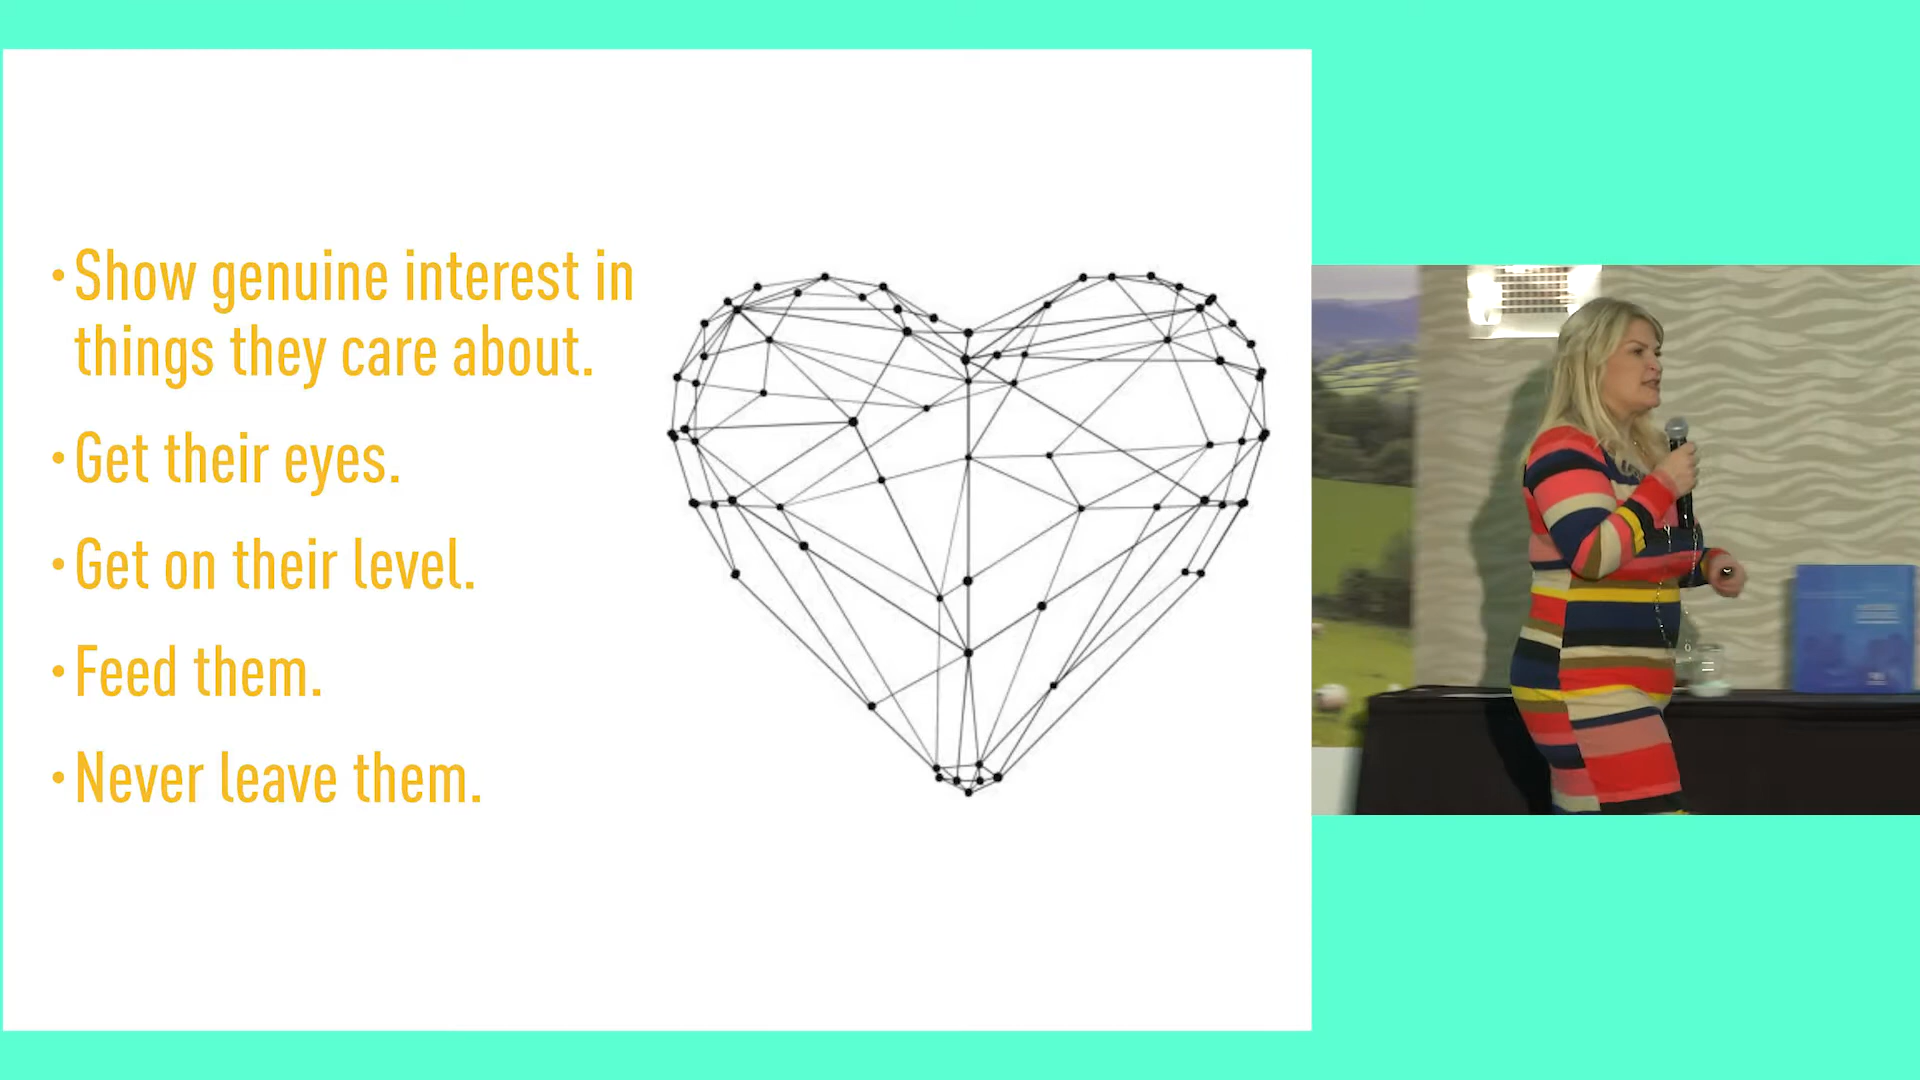 • Show genuine interest in
things they care about.
• Get their eyes.
• Get on their level.
• Feed them.
• Never leave them.